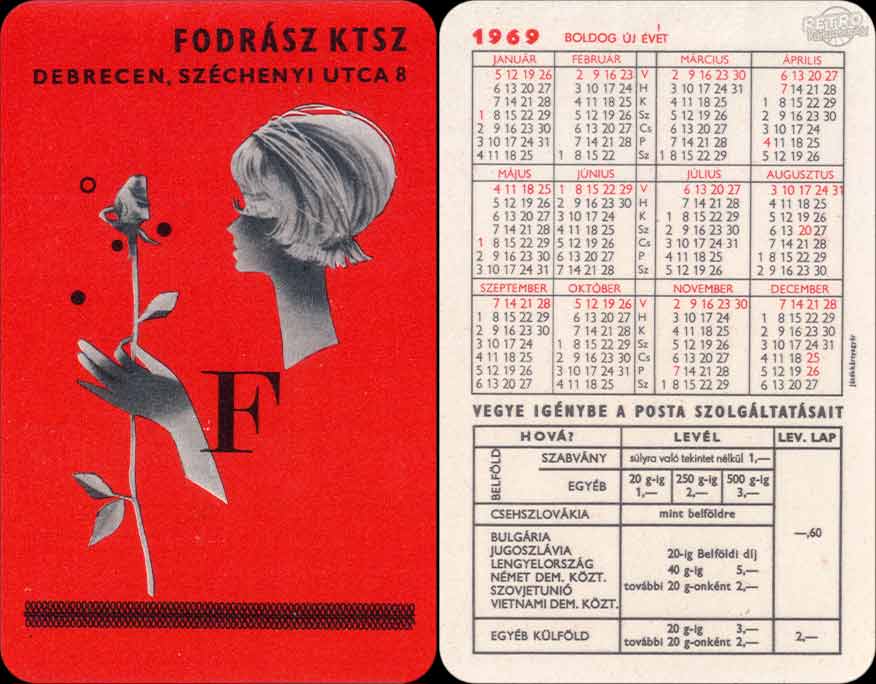 FODRÁSZ KTSZ
DEBRECEN, SZÉCHENYI UTCA 8
F
RETRO
1969 BOLDOG ÚJ ÉVET
JANUÁR FEBRUÁR MÁRCIUS ÁPRILIS
5 12 19 26 2 9 16 23 V 2 9 16 23 30 6 13 20 27
6 13 20 27 3 10 17 24 H 3 10 17 24 31 7 14 21 28
7 14 21 28 4 11 18 25 K 4 11 18 25 1 8 15 22 29
1 8 15 22 29 5 12 19 26 Sz 5 12 19 26 2 9 16 23 30
2 9 16 23 30 6 13 20 27 Cs 6 13 20 27 3 10 17 24
3 10 17 24 31 7 14 21 28 P 7 14 21 28 4 11 18 25
4 11 18 25 1 8 15 22 Sz 1 8 15 22 29 5 12 19 26
MÁJUS JÚNIUS JÚLIUS AUGUSZTUS
4 11 18 25 1 8 15 22 29 V 6 13 20 27 3 10 17 24 31
5 12 19 26 2 9 16 23 30 H 7 14 21 28 4 11 18 25
6 13 20 27 3 10 17 24 K 1 8 15 22 29 5 12 19 26
7 14 21 28 4 11 18 25 Sz 2 9 16 23 30 6 13 20 27
1 8 15 22 29 5 12 19 26 Cs 3 10 17 24 31 7 14 21 28
2 9 16 23 30 6 13 20 27 P 4 11 18 25 1 8 15 22 29
3 10 17 24 31 7 14 21 28 Sz 5 12 19 26 2 9 16 23 30
SZEPTEMBER OKTÓBER NOVEMBER DECEMBER
7 14 21 28 5 12 19 26 V 2 9 16 23 30 7 14 21 28
1 8 15 22 29 6 13 20 27 H 3 10 17 24 1 8 15 22 29
2 9 16 23 30 7 14 21 28 K 4 11 18 25 2 9 16 23 30
3 10 17 24 1 8 15 22 29 Sz 5 12 19 26 3 10 17 24 31
4 11 18 25 2 9 16 23 30 Cs 6 13 20 27 4 11 18 25
5 12 19 26 3 10 17 24 31 P 7 14 21 28 5 12 19 26
6 13 20 27 4 11 18 25 Sz 1 8 15 22 29 6 13 20 27
Játékkártyagyár
VEGYE IGÉNYBE A POSTA SZOLGÁLTATÁSAIT
HOVÁ? LEVÉL LEV. LAP
BELFÖLD
SZABVÁNY súlyra való tekintet nélkül 1,—
EGYÉB 20 g-ig 250 g-ig 500 g-ig
1,— 2,— 3,—
CSEHSZLOVÁKIA mint belföldre
—,60
BULGÁRIA
JUGOSZLÁVIA 20-ig Belföldi díj
LENGYELORSZÁG 40 g-ig 5,—
NÉMET DEM. KÖZT. további 20 g-onként 2,—
SZOVJETUNIÓ
VIETNAMI DEM. KÖZT.
EGYÉB KÜLFÖLD 20 g-ig 3,— 2,—
további 20 g-onként 2,—